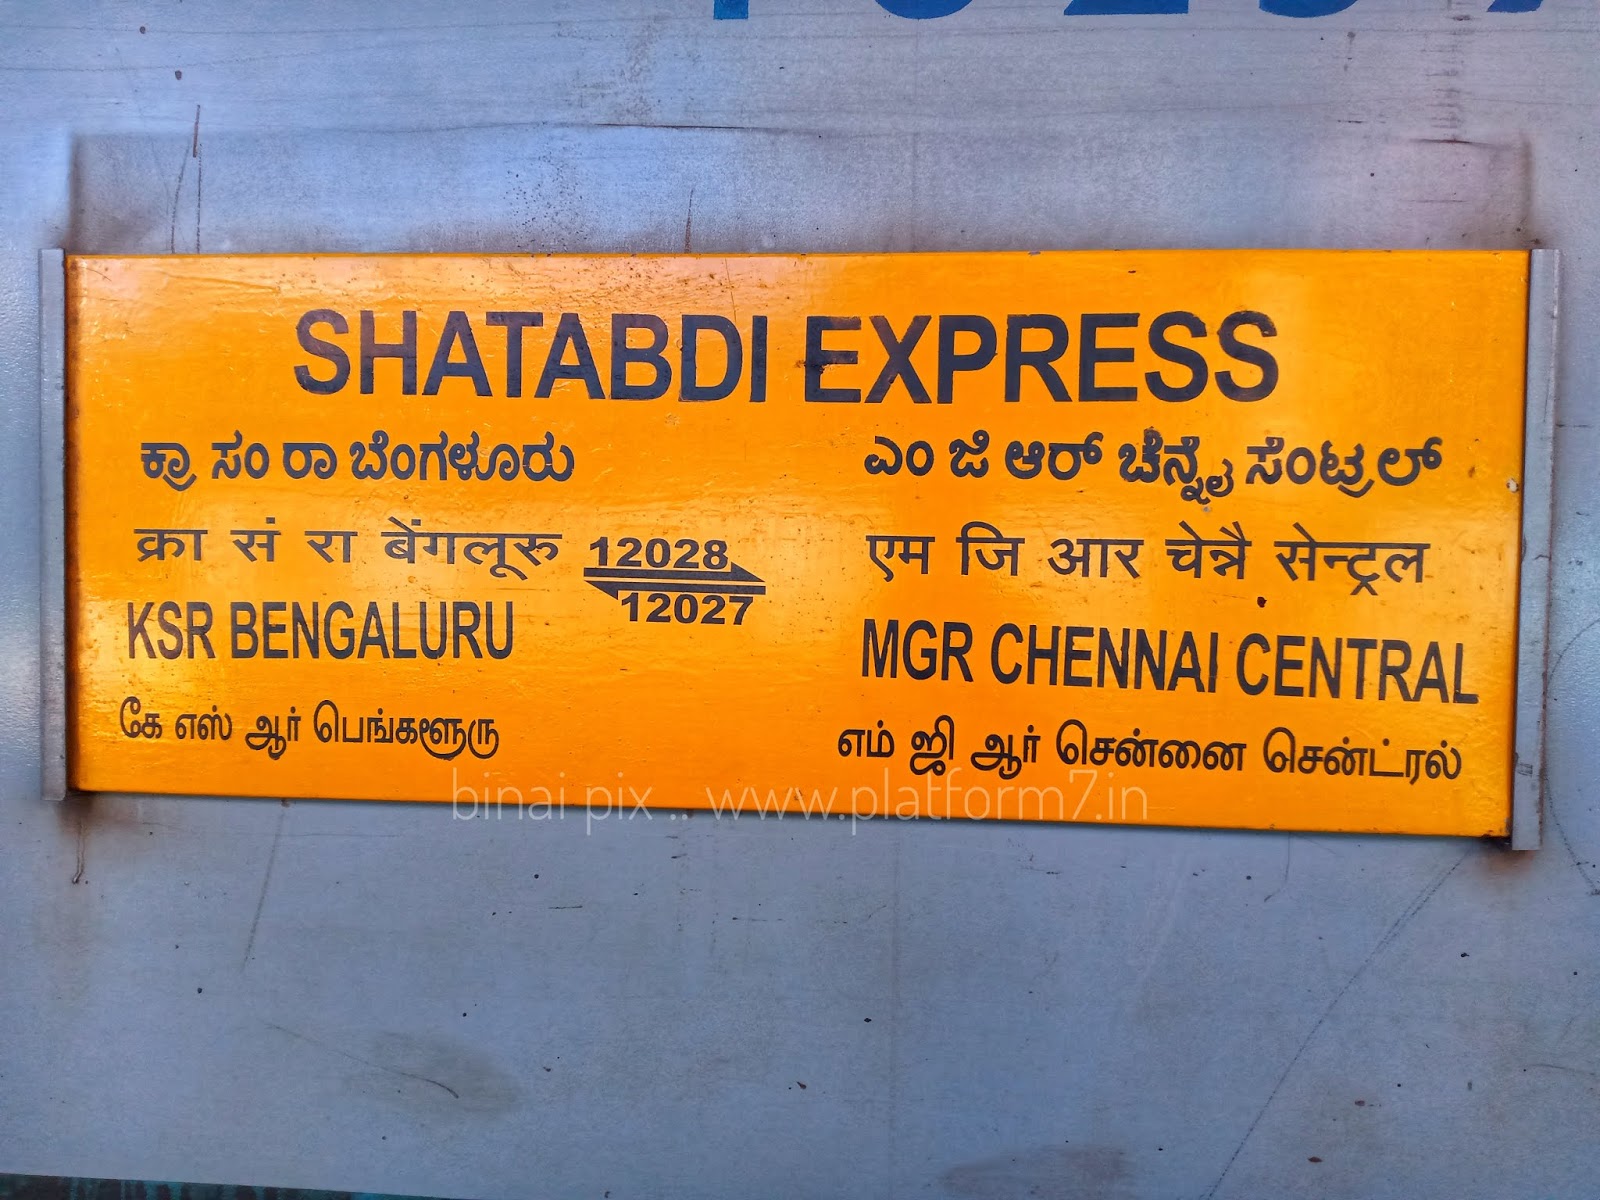 SHATABDI EXPRESS
ಕ್ರಾ ಸಂ ರಾ ಬೆಂಗಳೂರು
ಎಂ ಜಿ ಆರ್ ಚೆನ್ನೈ ಸೆಂಟ್ರಲ್
क्रा सं रा बेंगलूरू
12028
एम जि आर चेन्नै सेन्ट्रल
12027
KSR BENGALURU
MGR CHENNAI CENTRAL
கே எஸ் ஆர் பெங்களூரு
எம் ஜி ஆர் சென்னை சென்ட்ரல்
binai pix .. www.platform7.in